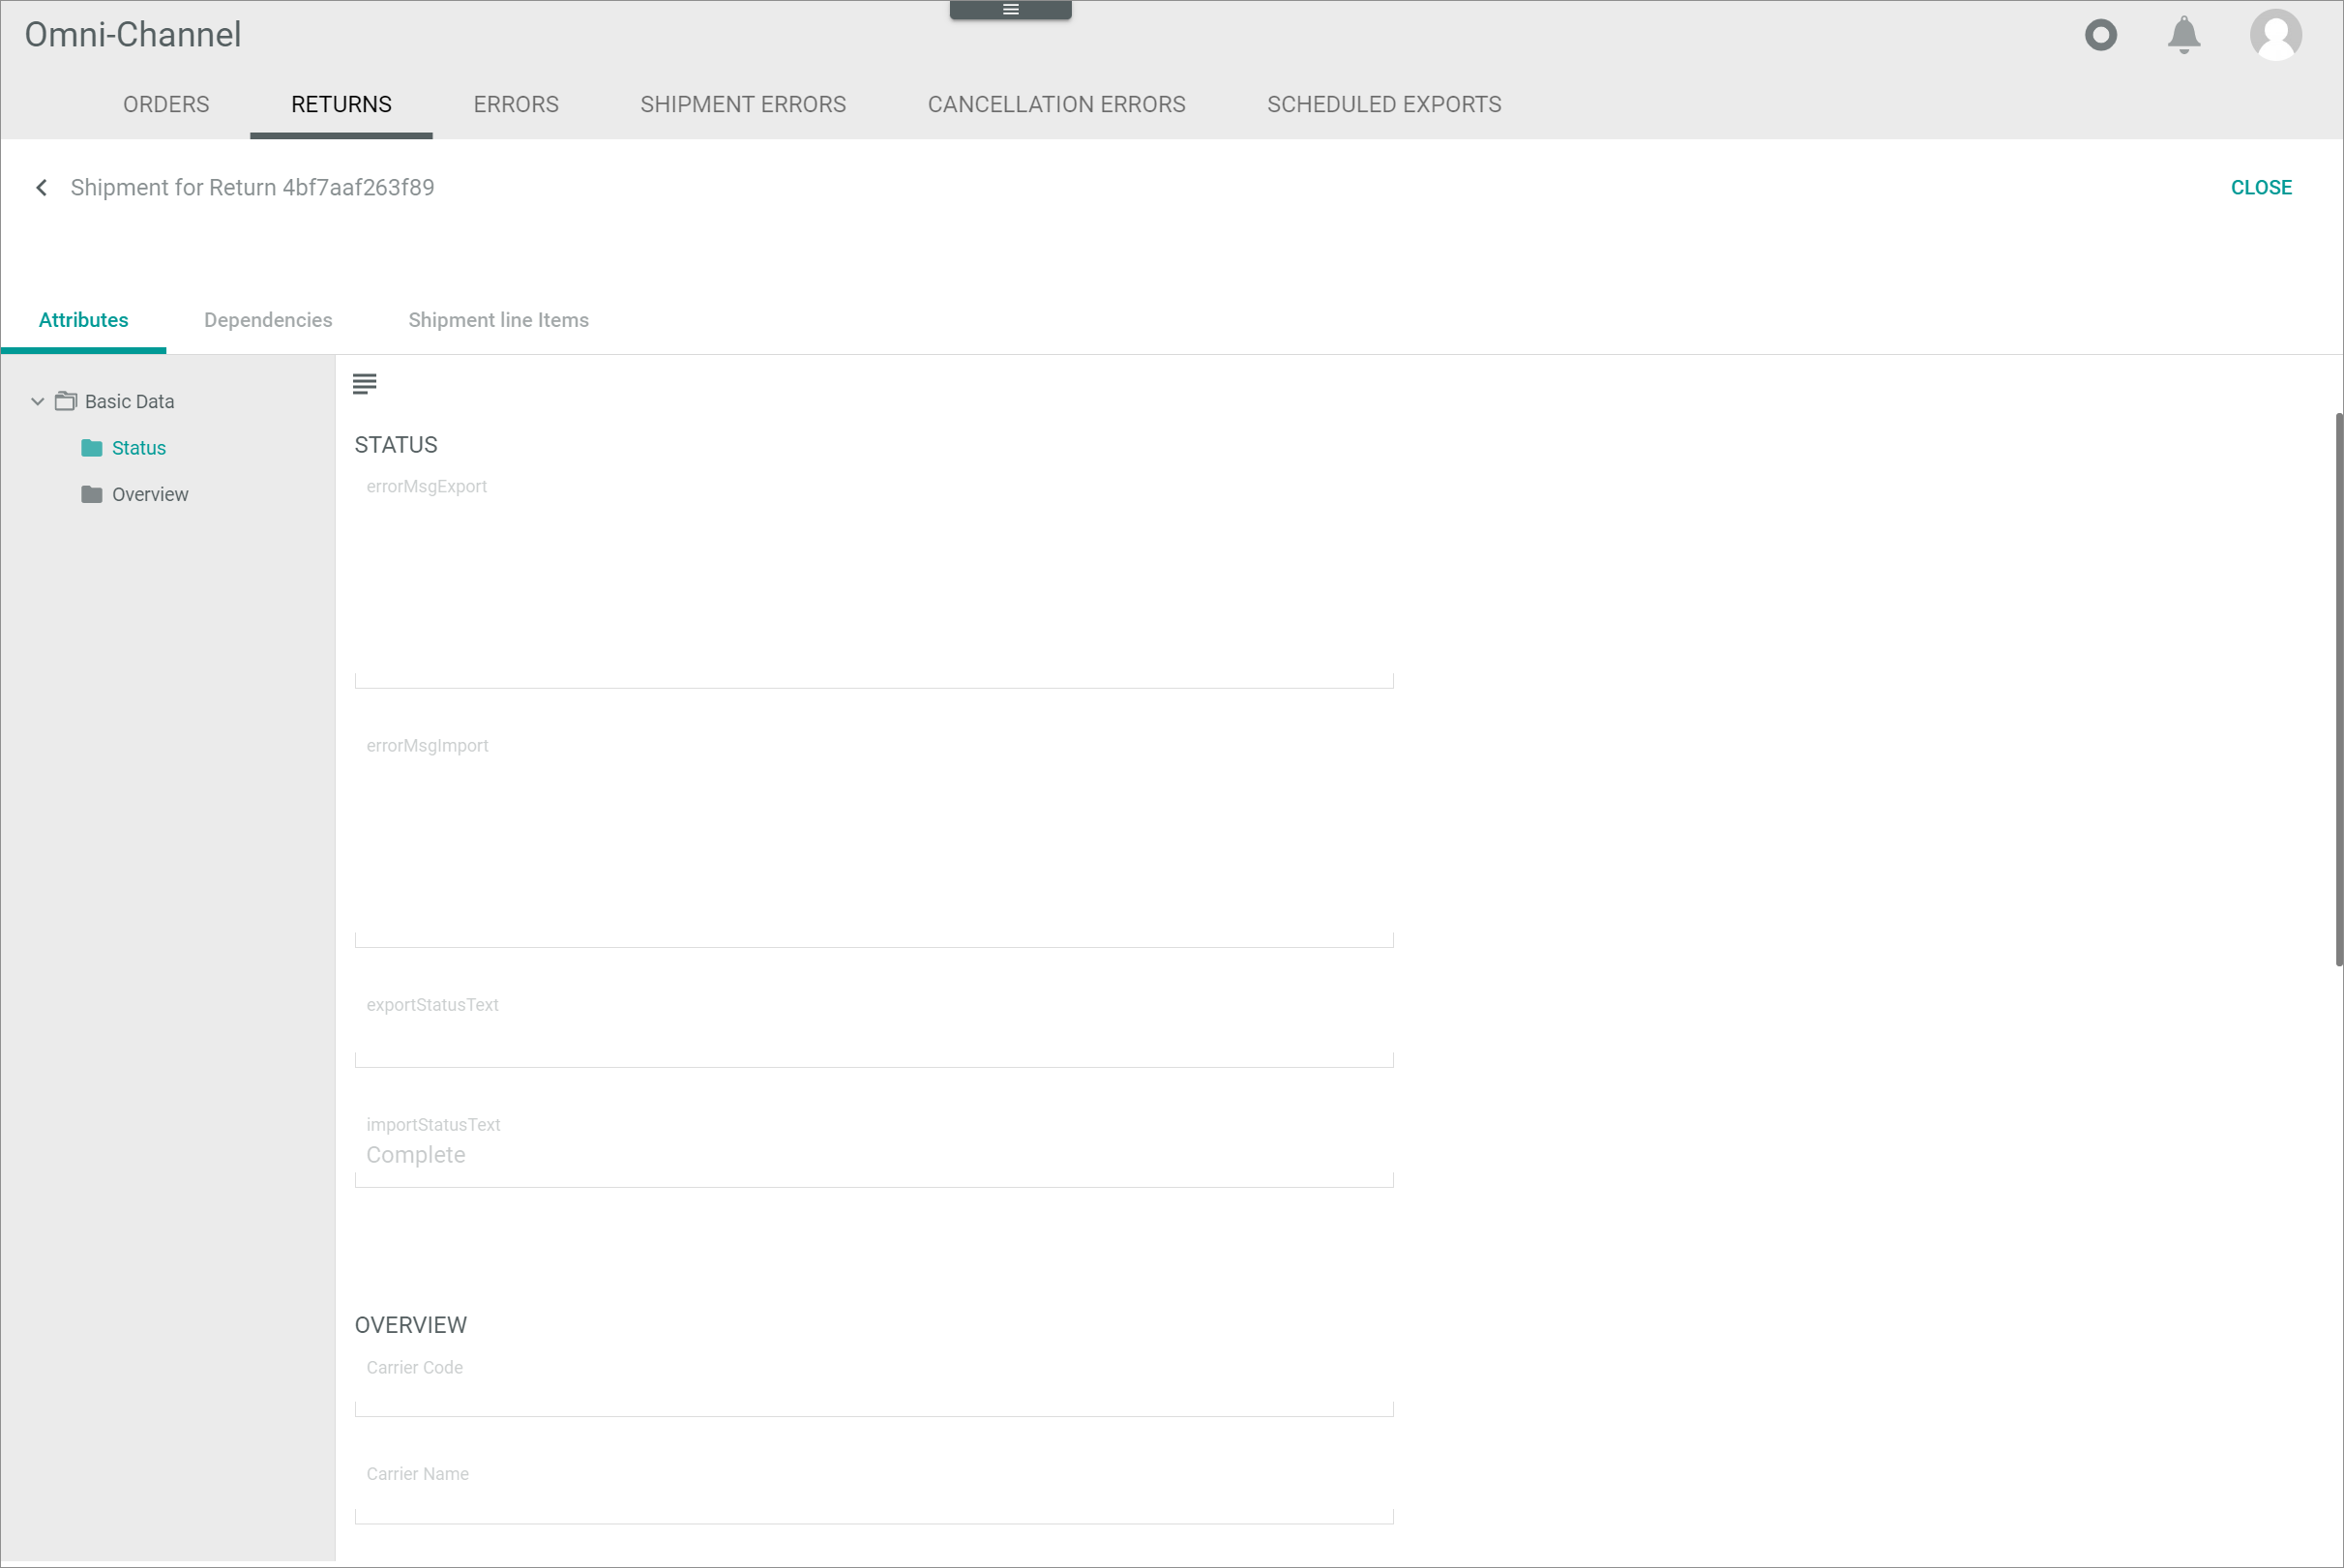 Omni-Channel
ORDERS RETURNS ERRORS SHIPMENT ERRORS CANCELLATION ERRORS SCHEDULED EXPORTS
Shipment for Return 4bf7aaf263f89 CLOSE
Attributes Dependencies Shipment line Items
Basic Data
Status
Overview
STATUS
errorMsgExport
errorMsgImport
exportStatusText
importStatusText
Complete
OVERVIEW
Carrier Code
Carrier Name